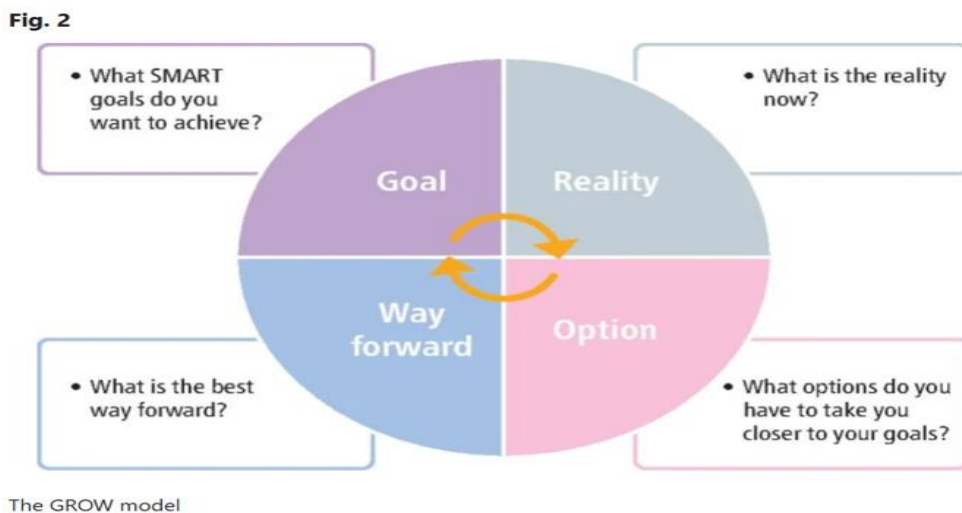 Fig. 2
• What SMART
goals do you
want to achieve?
• What is the reality
now?
Goal
Reality
Way
forward
Option
• What is the best
way forward?
• What options do you
have to take you
closer to your goals?
The GROW model